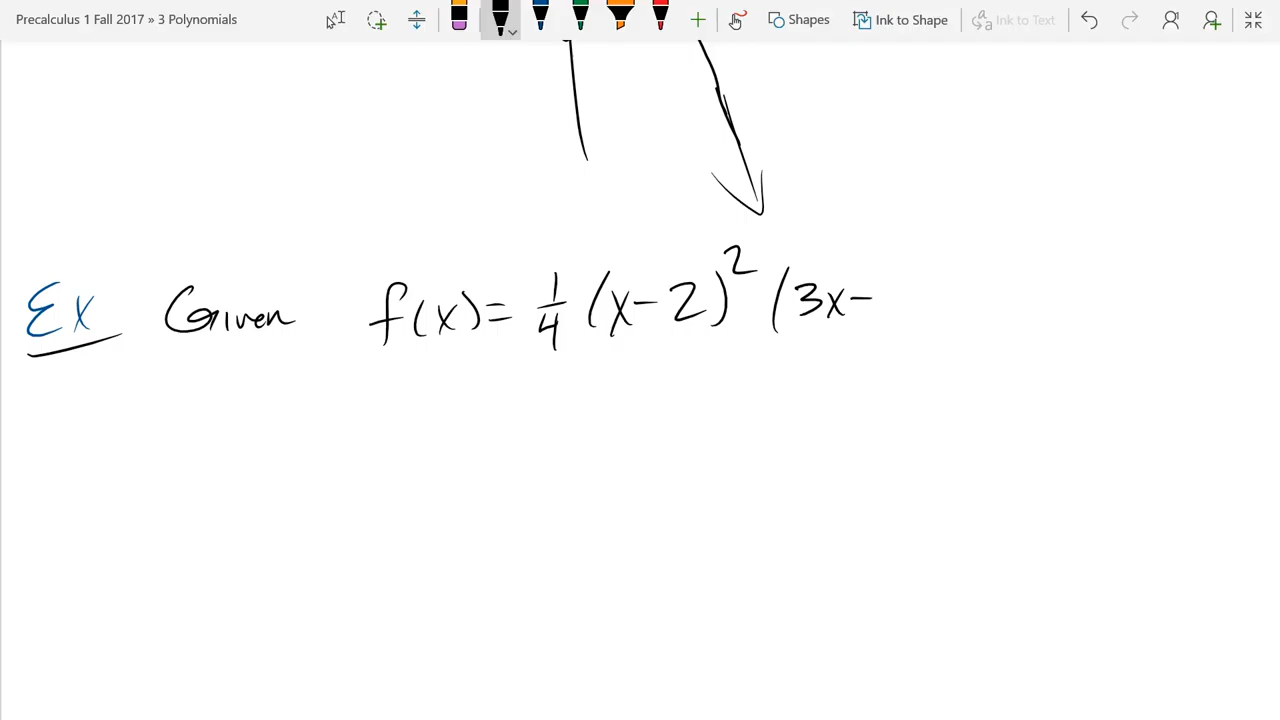 Precalculus 1 Fall 2017 » 3 Polynomials Shapes Ink to Shape Ink to Text
Ex Given f(x) = 1/4 (x-2)^2 (3x-